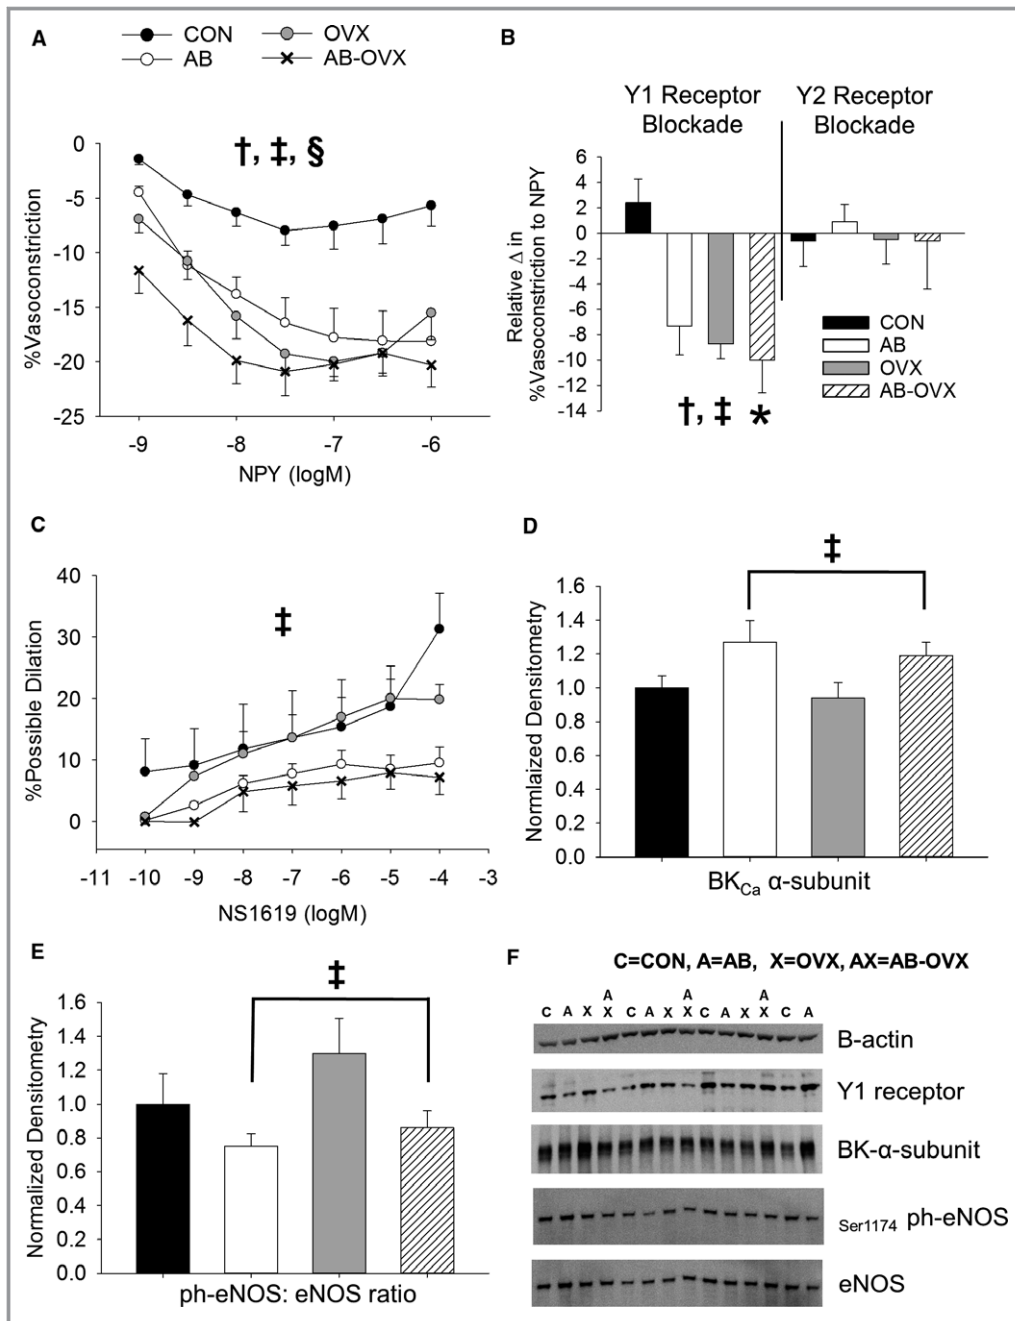 A
CON
OVX
AB
AB-OVX
†, ‡, §
0
-5
-10
-15
-20
-25
%Vasoconstriction
-9
-8
-7
-6
NPY (logM)
B
Y1 Receptor
Blockade
Y2 Receptor
Blockade
6
4
2
0
-2
-4
-6
-8
-10
-12
-14
Relative Δ in
%Vasoconstriction to NPY
CON
AB
OVX
AB-OVX
†, ‡ *
C
‡
40
30
20
10
0
%Possible Dilation
-11
-10
-9
-8
-7
-6
-5
-4
-3
NS1619 (logM)
D
‡
1.6
1.4
1.2
1.0
0.8
0.6
0.4
0.2
0.0
Normlaized Densitometry
BKCa α-subunit
E
‡
1.6
1.4
1.2
1.0
0.8
0.6
0.4
0.2
0.0
Normalized Densitometry
ph-eNOS: eNOS ratio
F
C=CON, A=AB, X=OVX, AX=AB-OVX
C A X AX C A X AX C A X AX C A
B-actin
Y1 receptor
BK-α-subunit
Ser1174 ph-eNOS
eNOS